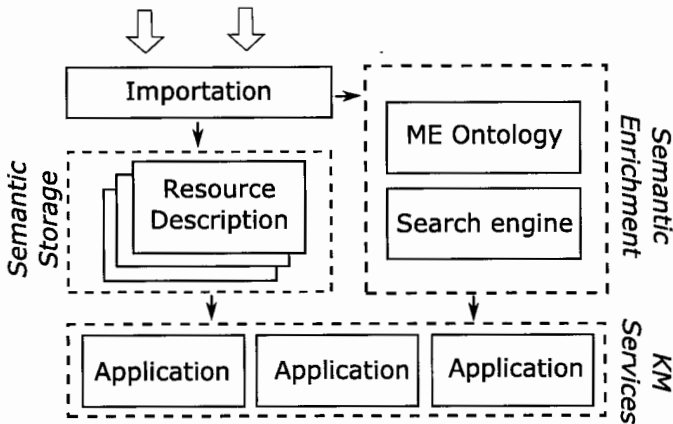 Importation
ME Ontology
Search engine
Semantic
Enrichment
Semantic
Storage
Resource
Description
Application
Application
Application
KM
Services